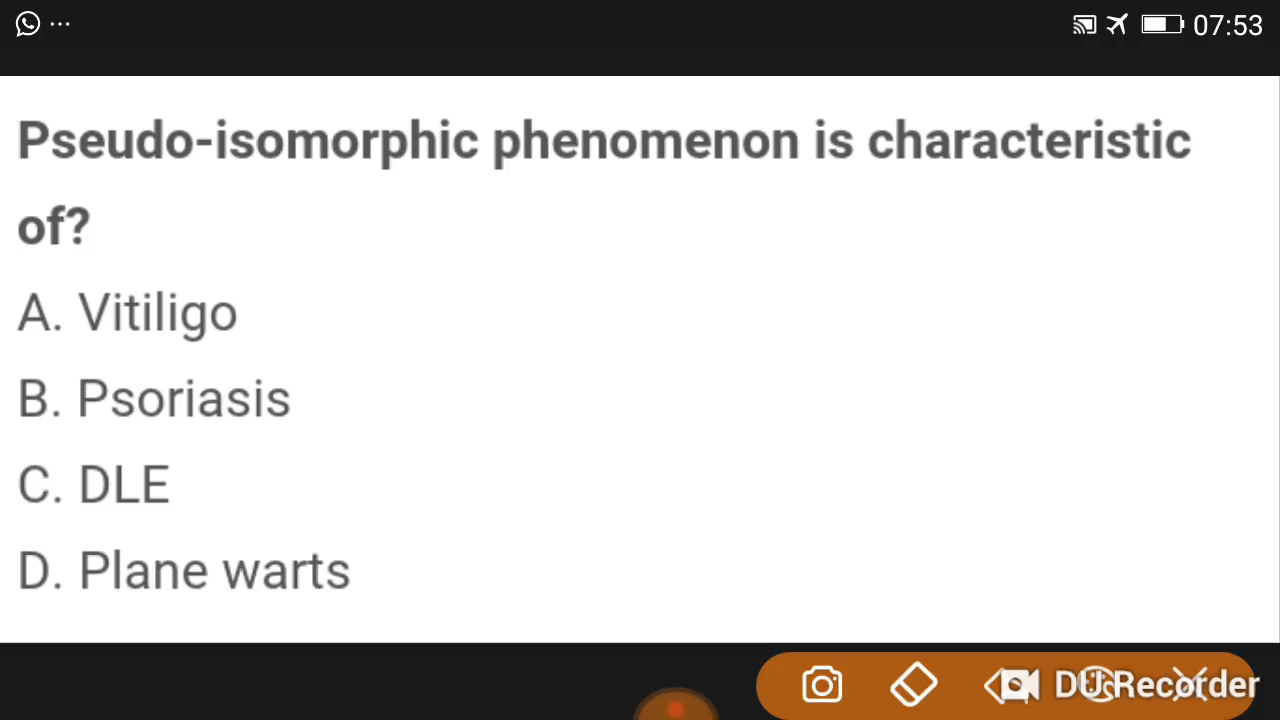 07:53
Pseudo-isomorphic phenomenon is characteristic
of?
A. Vitiligo
B. Psoriasis
C. DLE
D. Plane warts
DU Recorder